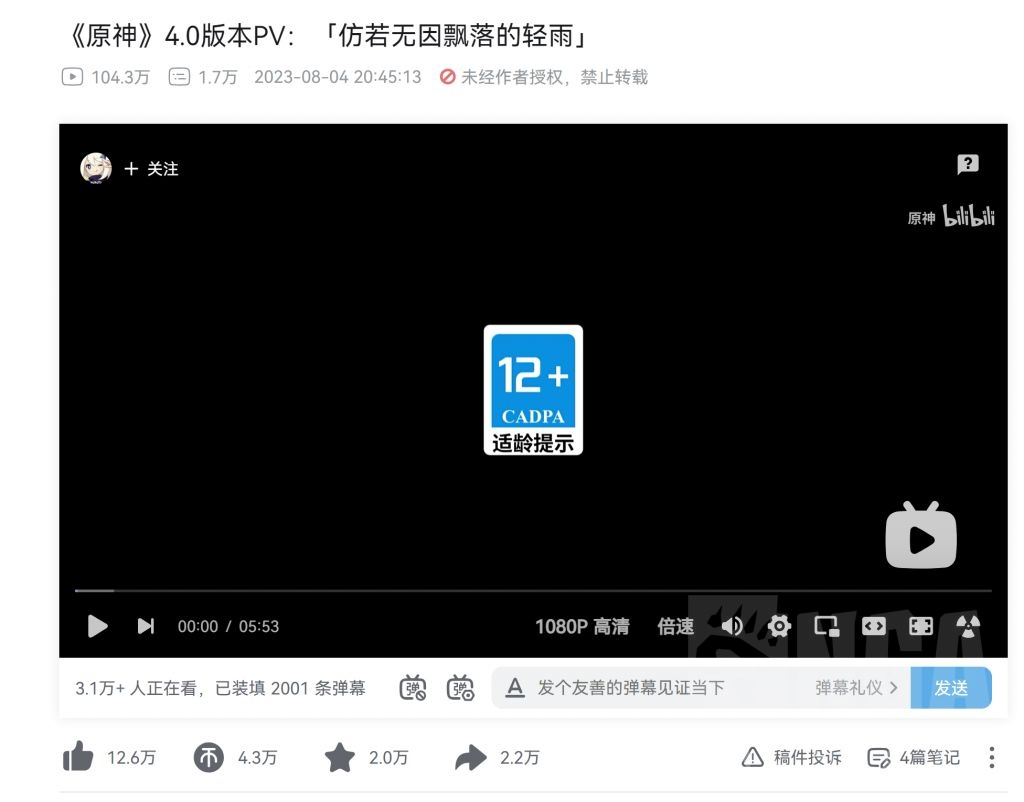 《原神》4.0版本PV：「仿若无因飘落的轻雨」
104.3万 1.7万 2023-08-04 20:45:13 未经作者授权，禁止转载
+ 关注
?
原神 bilibili
12+
CADPA
适龄提示
00:00 / 05:53 1080P 高清 倍速
NGA
3.1万+ 人正在看，已装填 2001 条弹幕 弹 弹 A 发个友善的弹幕见证当下 弹幕礼仪 > 发送
12.6万 币 4.3万 2.0万 2.2万 稿件投诉 4篇笔记